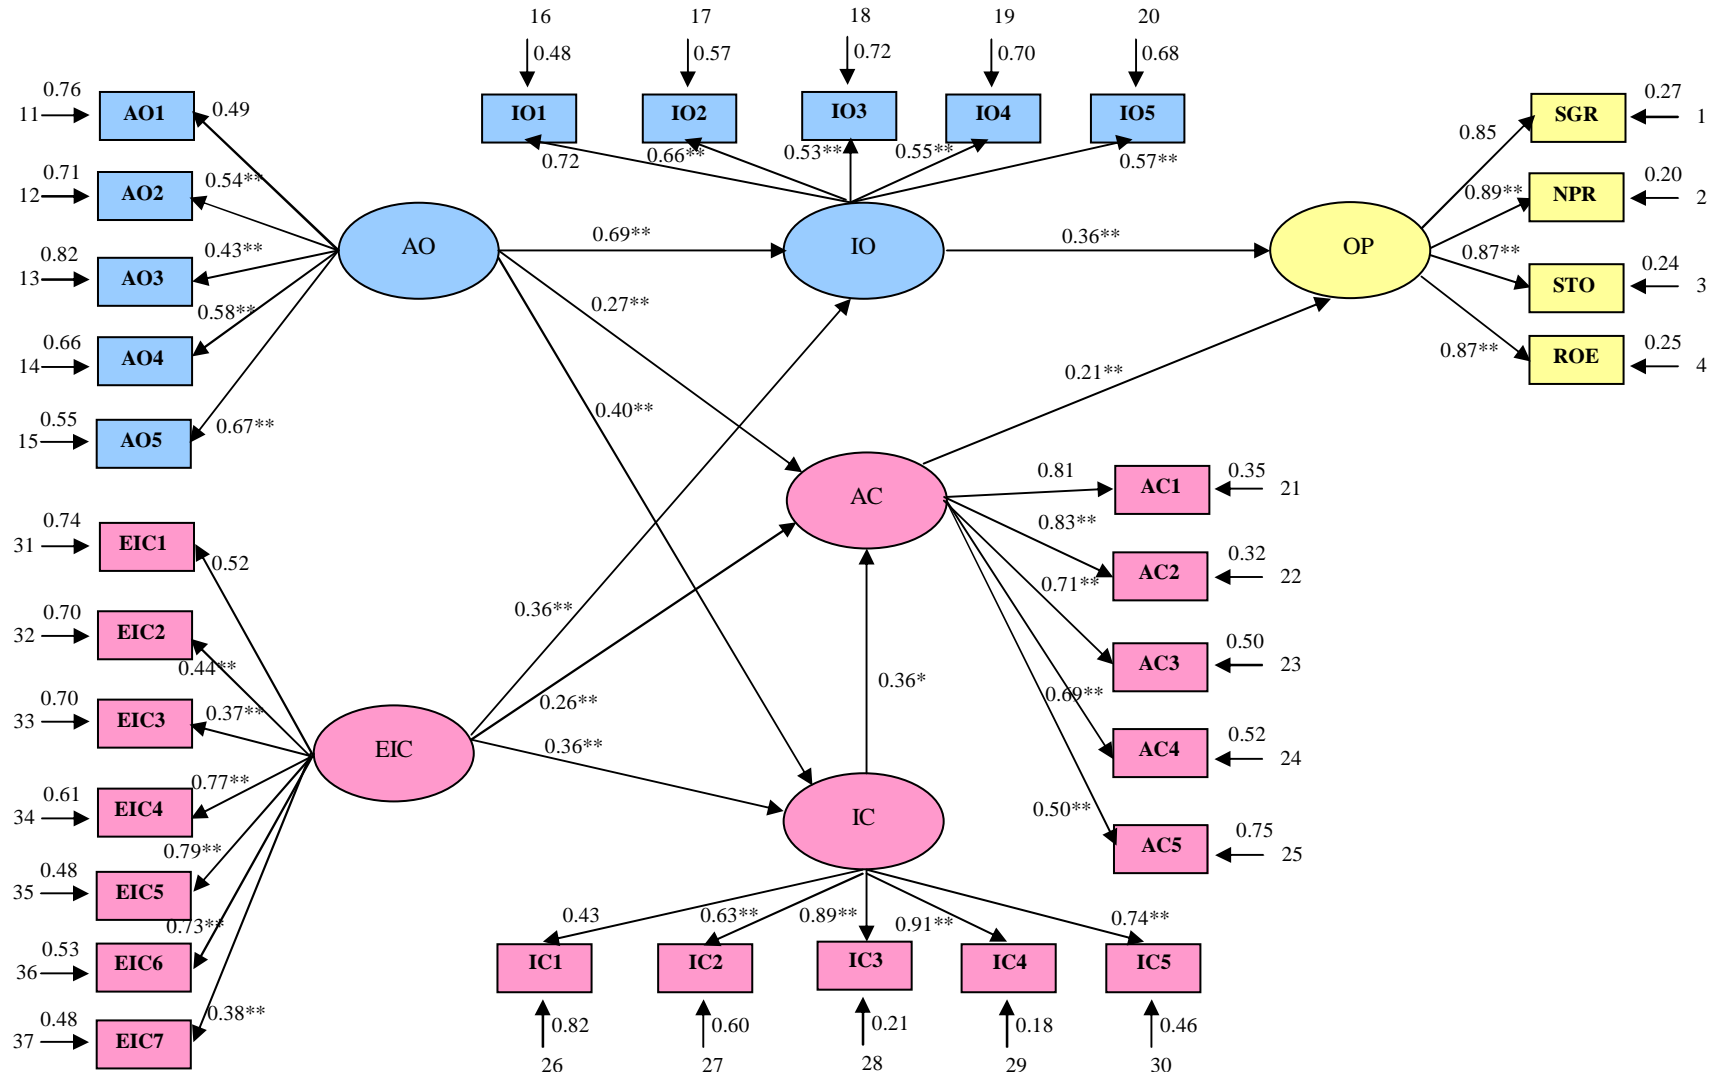 16 17 18 19 20
0.48 0.57 0.72 0.70 0.68
IO1 IO2 IO3 IO4 IO5
0.72 0.66** 0.53** 0.55** 0.57**
0.76
11 AO1 0.49
0.71
12 AO2 0.54**
0.82
13 AO3 0.43**
0.66
14 AO4 0.58**
0.55
15 AO5 0.67**
AO 0.69** IO 0.36** OP
0.27**
0.40**
0.21**
0.85 SGR 0.27 1
0.89** NPR 0.20 2
0.87** STO 0.24 3
0.87** ROE 0.25 4
AC
0.81 AC1 0.35 21
0.83** AC2 0.32 22
0.71** AC3 0.50 23
0.69** AC4 0.52 24
0.50** AC5 0.75 25
0.74
31 EIC1 0.52
0.70
32 EIC2 0.44**
0.70
33 EIC3 0.37**
0.61
34 EIC4 0.77**
0.48
35 EIC5 0.79**
0.53
36 EIC6 0.73**
0.48
37 EIC7 0.38**
EIC
0.36**
0.26**
0.36**
0.36*
IC
0.43 0.63** 0.89** 0.91** 0.74**
IC1 IC2 IC3 IC4 IC5
0.82 0.60 0.21 0.18 0.46
26 27 28 29 30